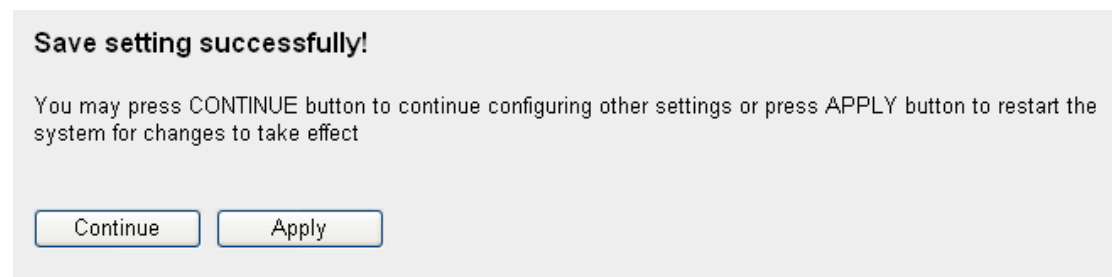 Save setting successfully!
You may press CONTINUE button to continue configuring other settings or press APPLY button to restart the
system for changes to take effect
Continue
Apply